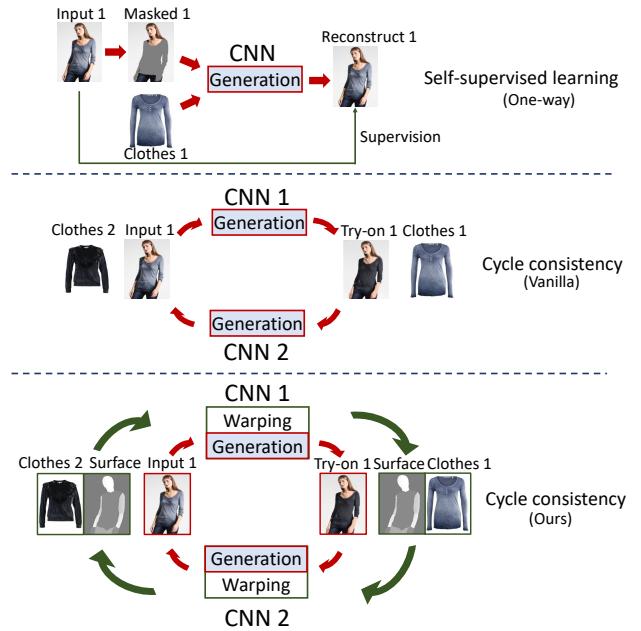 Input 1
Masked 1
CNN
Reconstruct 1
Generation
Self-supervised learning
(One-way)
Supervision
Clothes 1
CNN 1
Clothes 2
Input 1
Generation
Try-on 1
Clothes 1
Cycle consistency
(Vanilla)
Generation
CNN 2
CNN 1
Warping
Generation
Clothes 2
Surface
Input 1
Try-on 1
Surface
Clothes 1
Cycle consistency
(Ours)
Generation
Warping
CNN 2